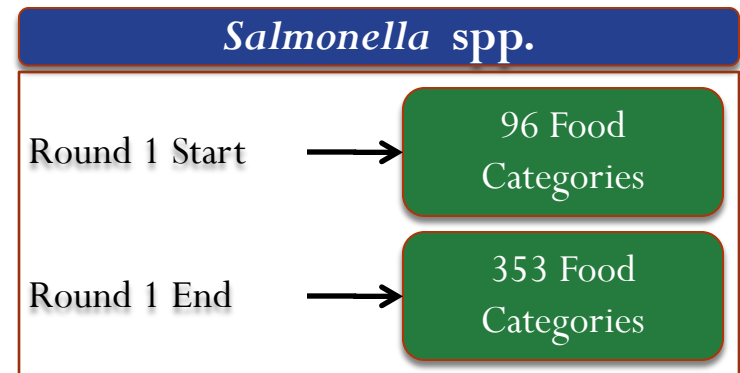 Salmonella spp.
Round 1 Start
96 Food
Categories
Round 1 End
353 Food
Categories